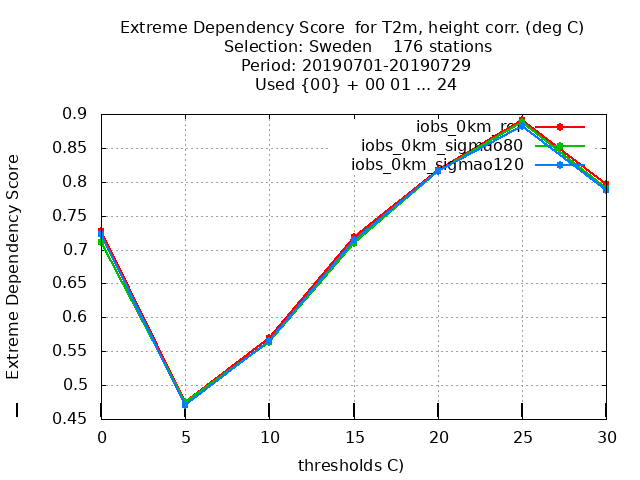 Extreme Dependency Score  for T2m, height corr. (deg C)
Selection: Sweden    176 stations
Period: 20190701-20190729
Used {00} + 00 01 ... 24
Extreme Dependency Score
0.9
0.85
0.8
0.75
0.7
0.65
0.6
0.55
0.5
0.45
iobs_0km_ref
iobs_0km_sigmao80
iobs_0km_sigmao120
0 5 10 15 20 25 30
thresholds C)